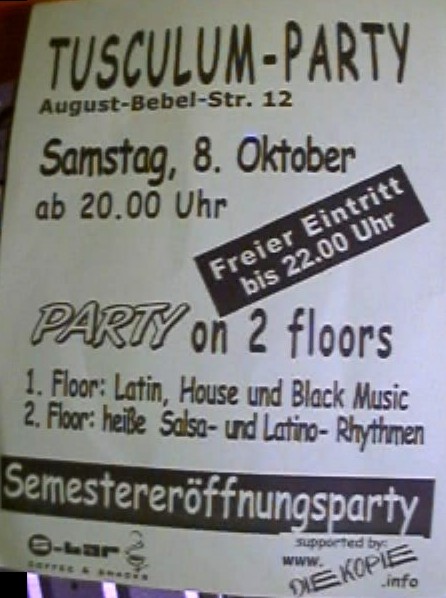 TUSCULUM-PARTY
August-Bebel-Str. 12
Samstag, 8. Oktober
ab 20.00 Uhr
Freier Eintritt
bis 22.00 Uhr
PARTY on 2 floors
1. Floor: Latin, House und Black Music
2. Floor: heiße Salsa- und Latino- Rhythmen
Semestereröffnungsparty
supported by:
www.
DIE KOPIE
.info